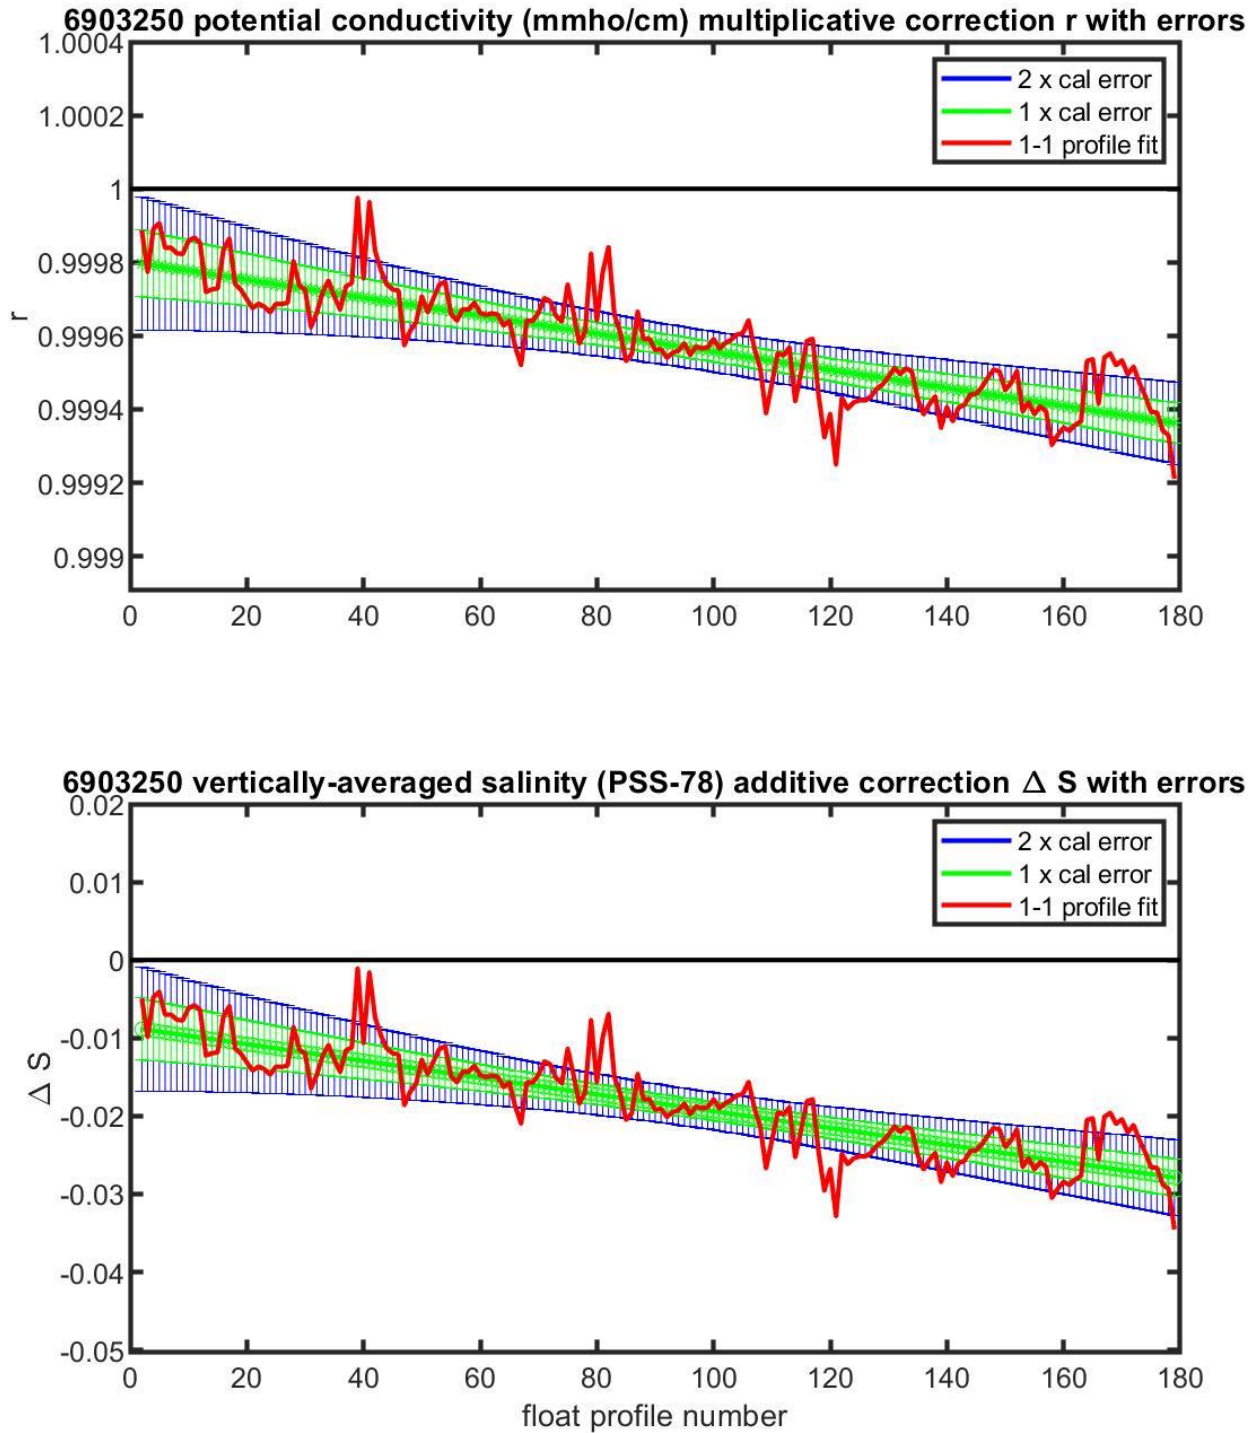 6903250 potential conductivity (mmho/cm) multiplicative correction r with errors
1.0004
1.0002
1
0.9998
0.9996
0.9994
0.9992
0.999
r
2 x cal error
1 x cal error
1-1 profile fit
0 20 40 60 80 100 120 140 160 180
6903250 vertically-averaged salinity (PSS-78) additive correction Δ S with errors
0.02
0.01
0
-0.01
-0.02
-0.03
-0.04
-0.05
Δ S
2 x cal error
1 x cal error
1-1 profile fit
0 20 40 60 80 100 120 140 160 180
float profile number